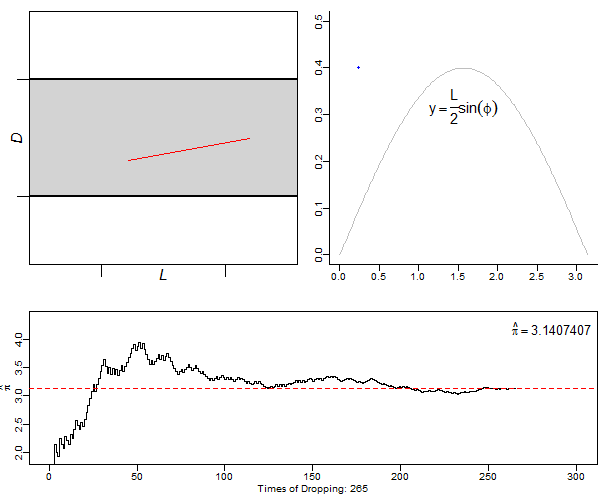 D
L
0.0 0.1 0.2 0.3 0.4 0.5
0.0 0.5 1.0 1.5 2.0 2.5 3.0
y = L/2 sin(ϕ)
π̂
2.0 2.5 3.0 3.5 4.0
π̂ = 3.1407407
0 50 100 150 200 250 300
Times of Dropping: 265